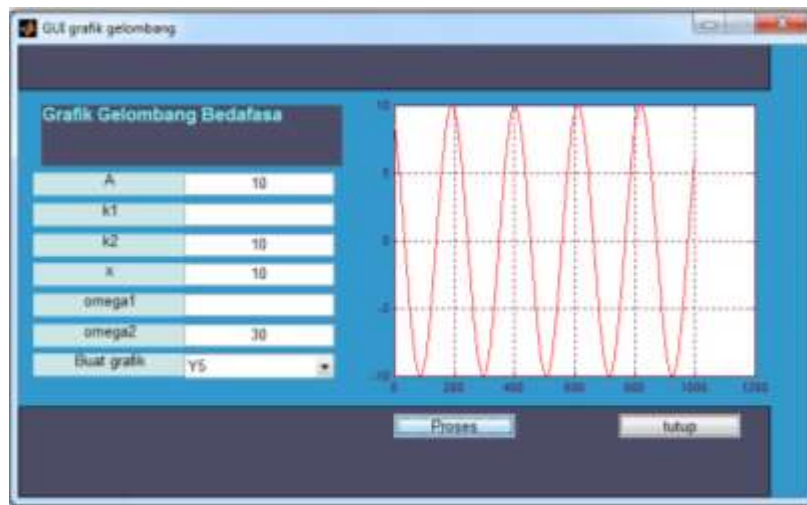 GUI grafik gelombang
Grafik Gelombang Bedafasa
A 10
k1
k2 10
x 10
omega1
omega2 30
Buat grafik Y5
10
5
0
-5
-10
0 200 400 600 800 1000 1200
Proses tutup